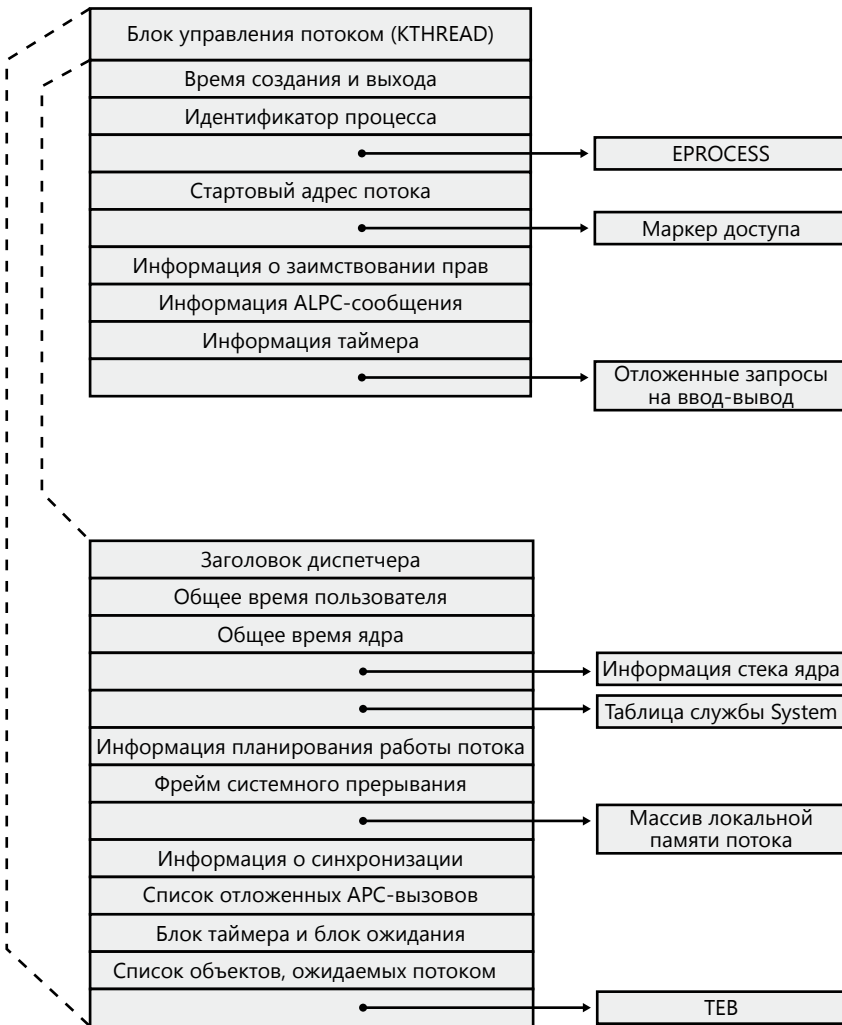 Блок управления потоком (KTHREAD)
Время создания и выхода
Идентификатор процесса
EPROCESS
Стартовый адрес потока
Маркер доступа
Информация о заимствовании прав
Информация ALPC-сообщения
Информация таймера
Отложенные запросы
на ввод-вывод
Заголовок диспетчера
Общее время пользователя
Общее время ядра
Информация стека ядра
Таблица службы System
Информация планирования работы потока
Фрейм системного прерывания
Массив локальной
памяти потока
Информация о синхронизации
Список отложенных APC-вызовов
Блок таймера и блок ожидания
Список объектов, ожидаемых потоком
TEB